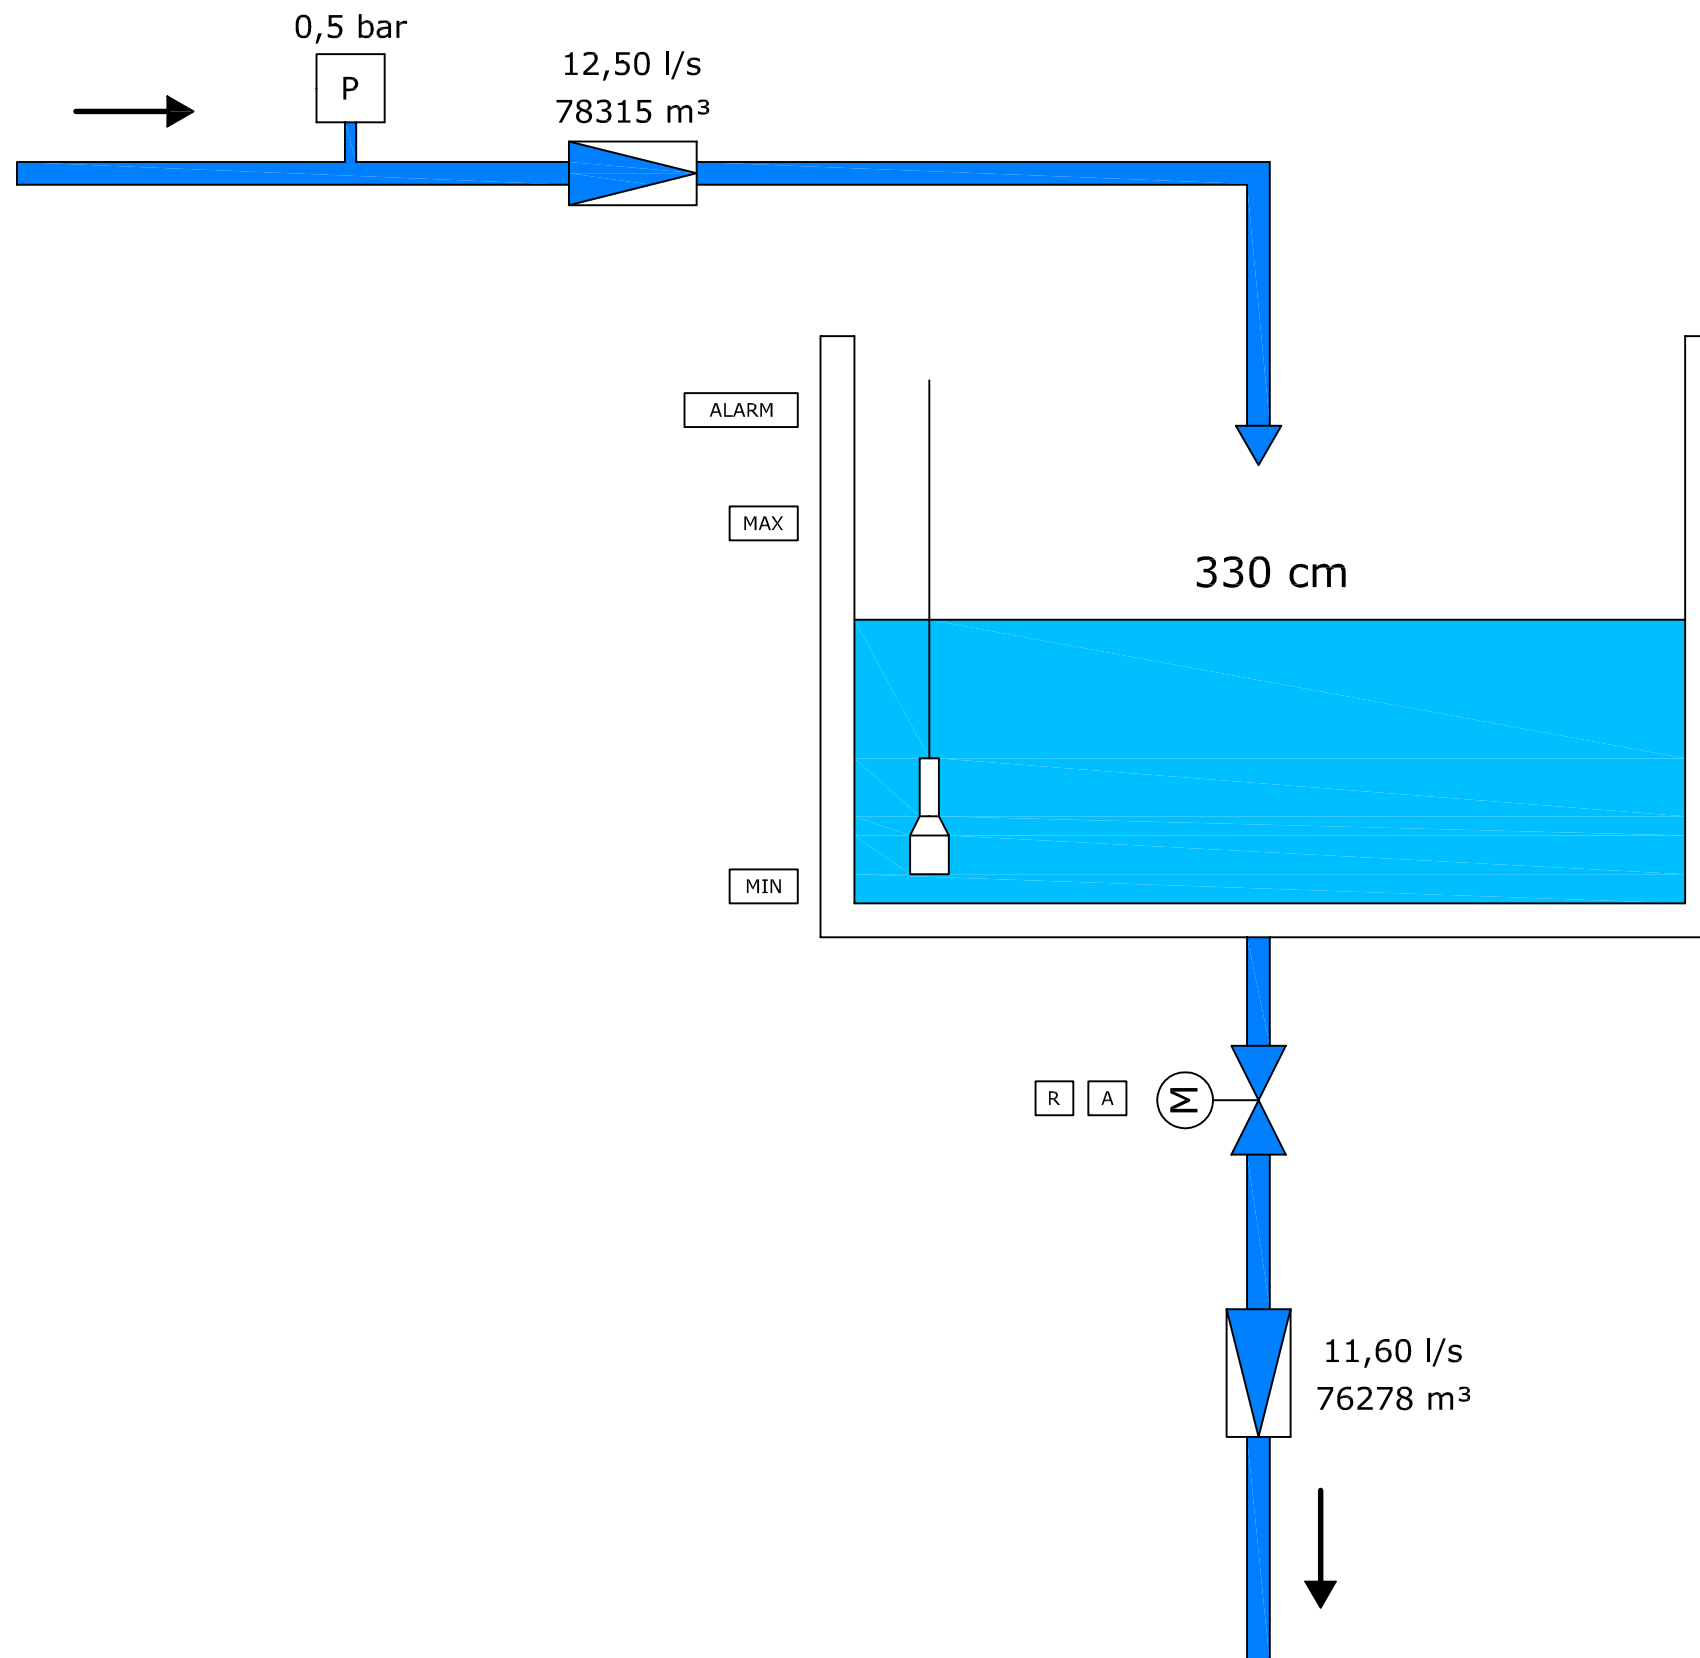 0,5 bar
P
12,50 l/s
78315 m³
ALARM
MAX
330 cm
MIN
R A M
11,60 l/s
76278 m³